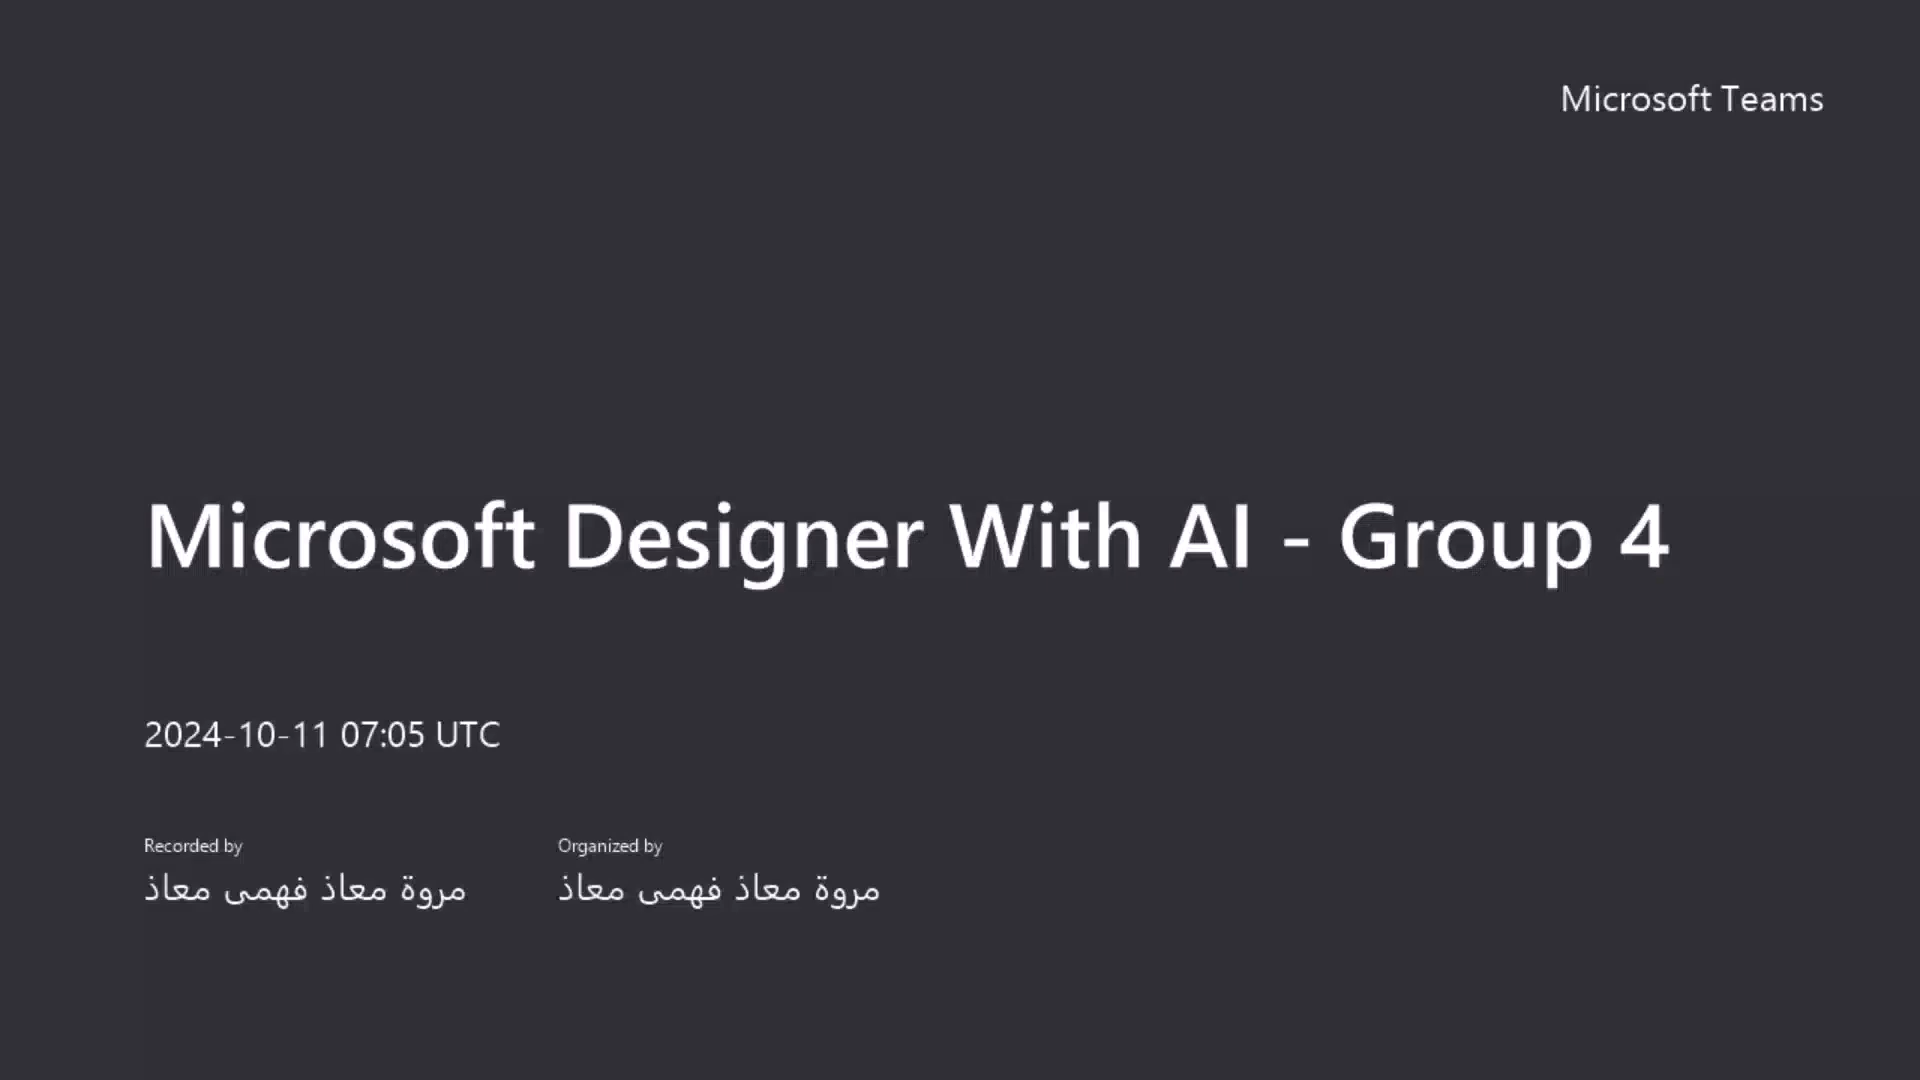 Microsoft Teams
Microsoft Designer With AI - Group 4
2024-10-11 07:05 UTC
Recorded by
مروة معاذ فهمى معاذ
Organized by
مروة معاذ فهمى معاذ